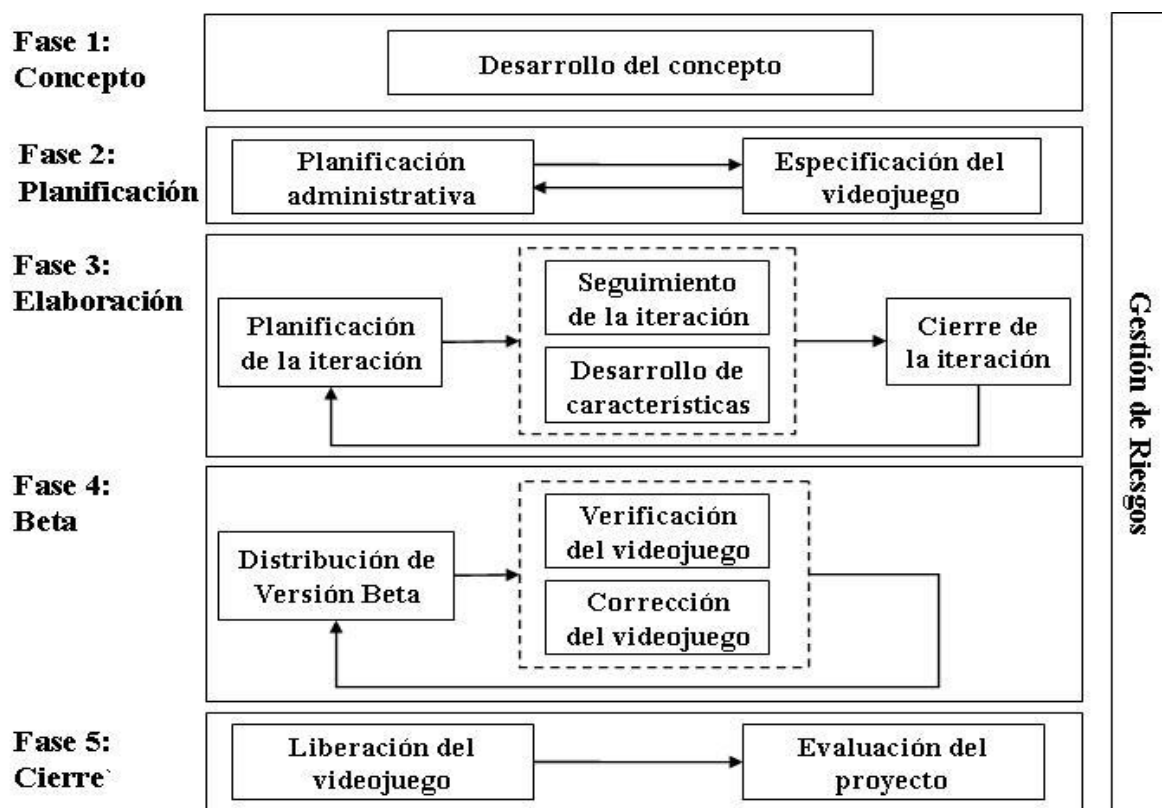 Fase 1:
Concepto
Desarrollo del concepto
Fase 2:
Planificación
Planificación
administrativa
Especificación del
videojuego
Fase 3:
Elaboración
Planificación
de la iteración
Seguimiento
de la iteración
Desarrollo de
características
Cierre de
la iteración
Fase 4:
Beta
Distribución de
Versión Beta
Verificación
del videojuego
Corrección
del videojuego
Fase 5:
Cierre`
Liberación del
videojuego
Evaluación del
proyecto
Gestión de Riesgos